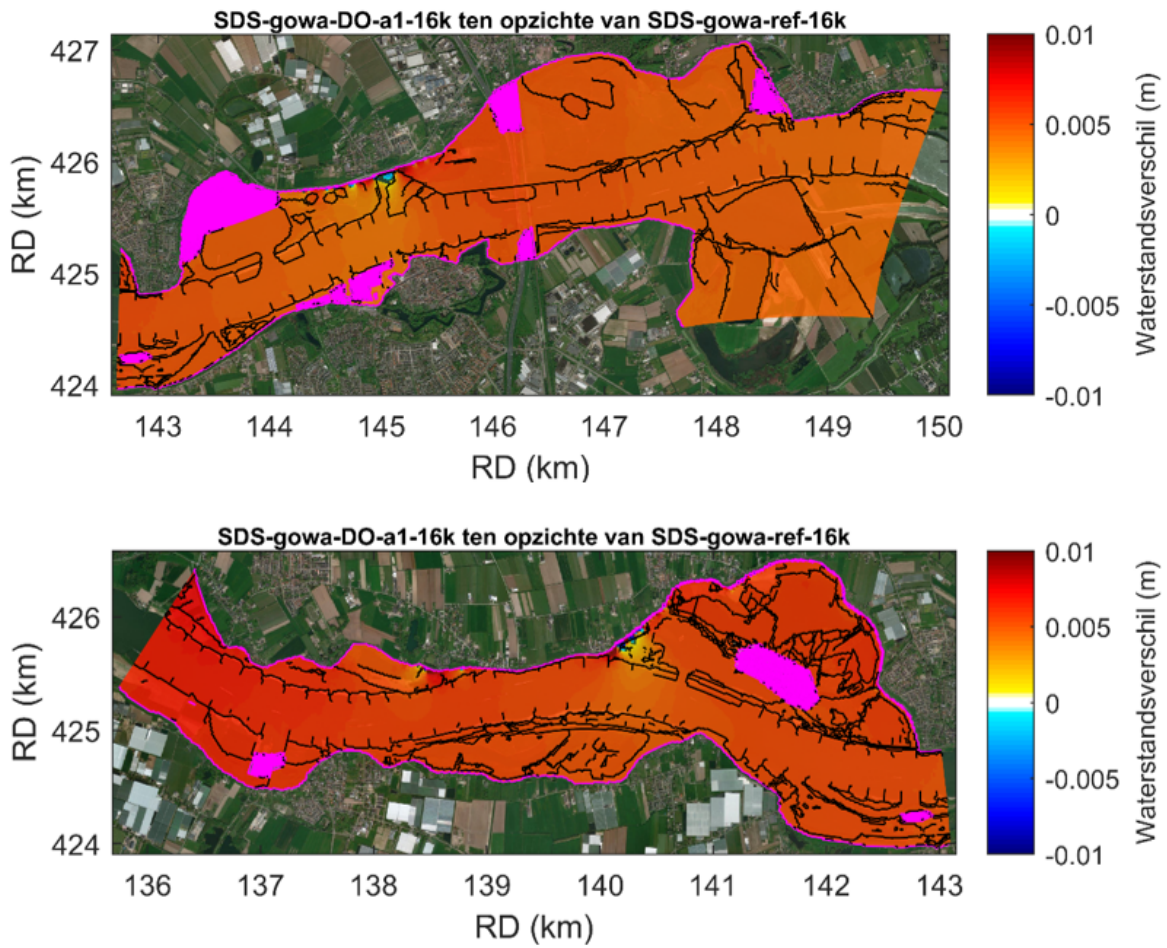 SDS-gowa-DO-a1-16k ten opzichte van SDS-gowa-ref-16k
427
426
425
424
RD (km)
143 144 145 146 147 148 149 150
RD (km)
0.01
0.005
0
-0.005
-0.01
Waterstandsverschil (m)
SDS-gowa-DO-a1-16k ten opzichte van SDS-gowa-ref-16k
426
425
424
RD (km)
136 137 138 139 140 141 142 143
RD (km)
0.01
0.005
0
-0.005
-0.01
Waterstandsverschil (m)